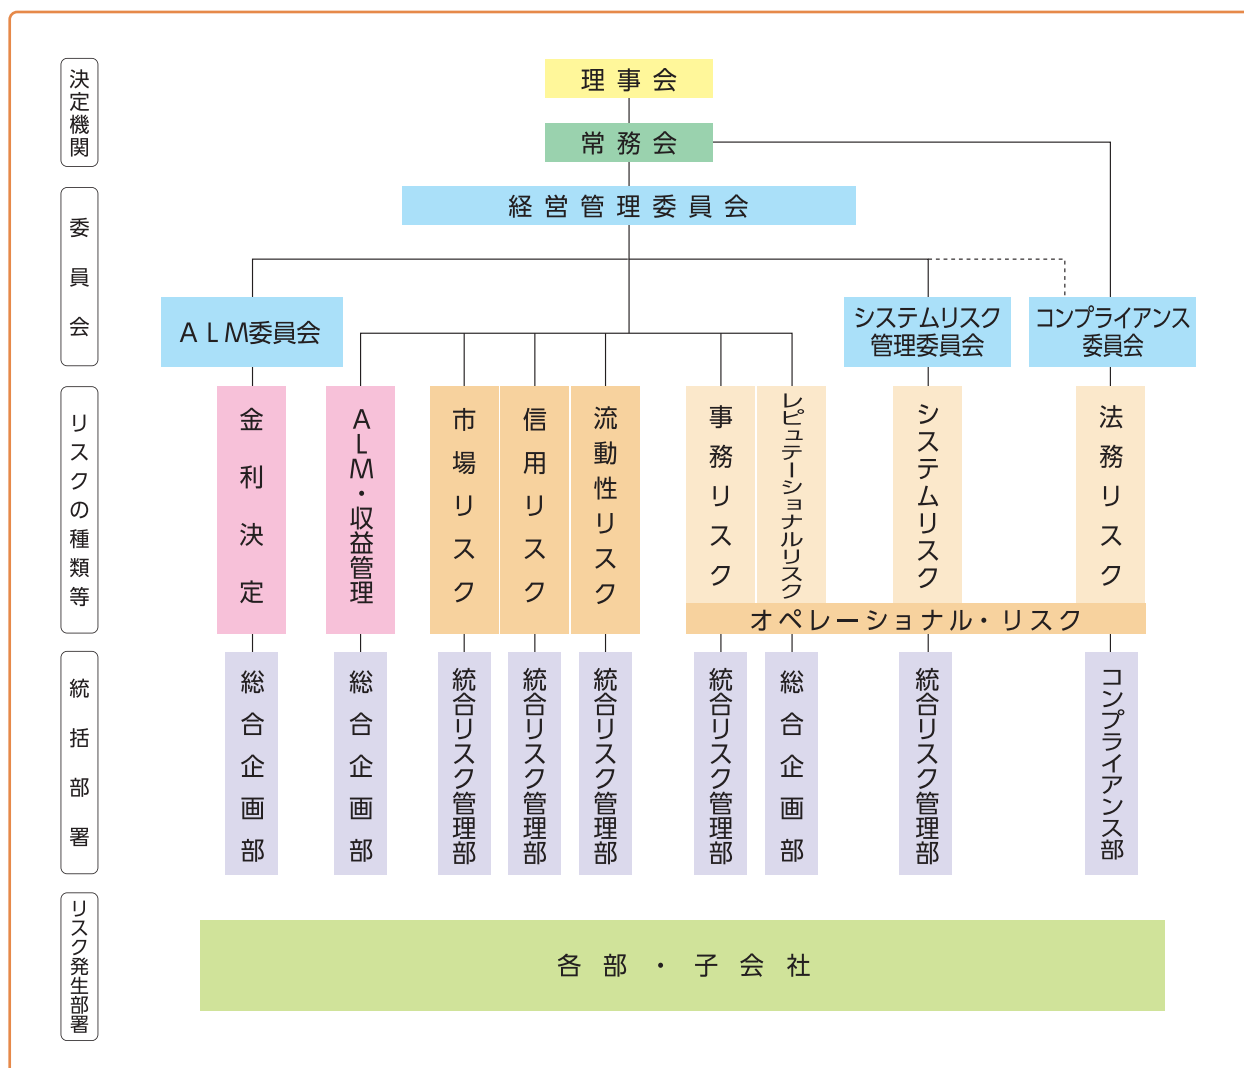 決定機関
理事会
常務会
委員会
経営管理委員会
ALM委員会
システムリスク
管理委員会
コンプライアンス
委員会
リスクの種類等
金利決定
ALM・収益管理
市場リスク
信用リスク
流動性リスク
事務リスク
レピュテーショナルリスク
システムリスク
法務リスク
オペレーショナル・リスク
統括部署
総合企画部
総合企画部
統合リスク管理部
統合リスク管理部
統合リスク管理部
統合リスク管理部
総合企画部
統合リスク管理部
コンプライアンス部
リスク発生部署
各部・子会社